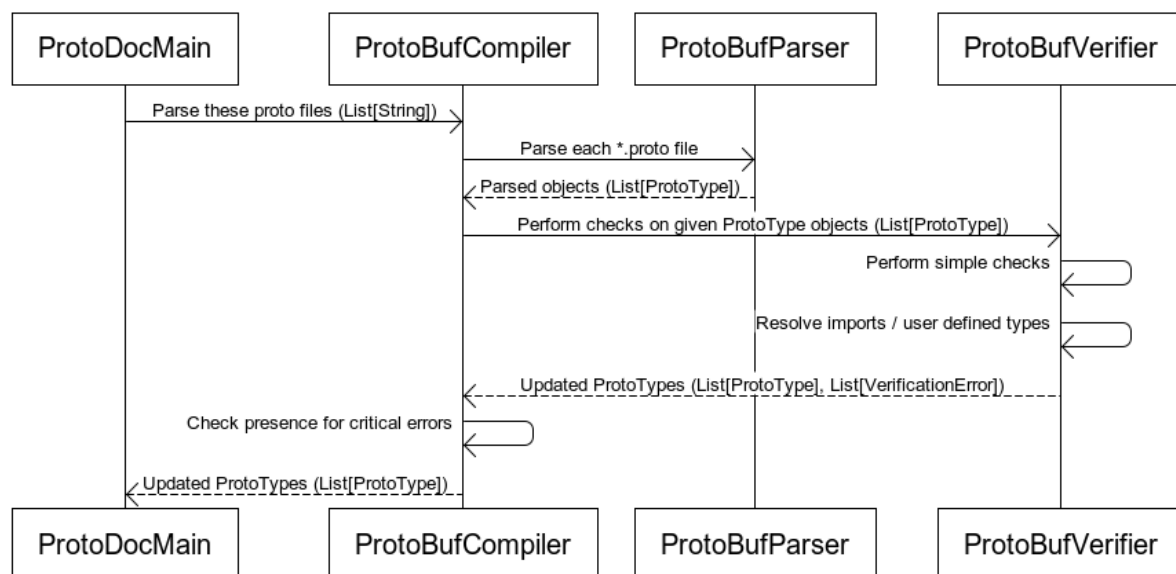 ProtoDocMain
ProtoBufCompiler
ProtoBufParser
ProtoBufVerifier
Parse these proto files (List[String])
Parse each *.proto file
Parsed objects (List[ProtoType])
Perform checks on given ProtoType objects (List[ProtoType])
Perform simple checks
Resolve imports / user defined types
Updated ProtoTypes (List[ProtoType], List[VerificationError])
Check presence for critical errors
Updated ProtoTypes (List[ProtoType])
ProtoDocMain
ProtoBufCompiler
ProtoBufParser
ProtoBufVerifier